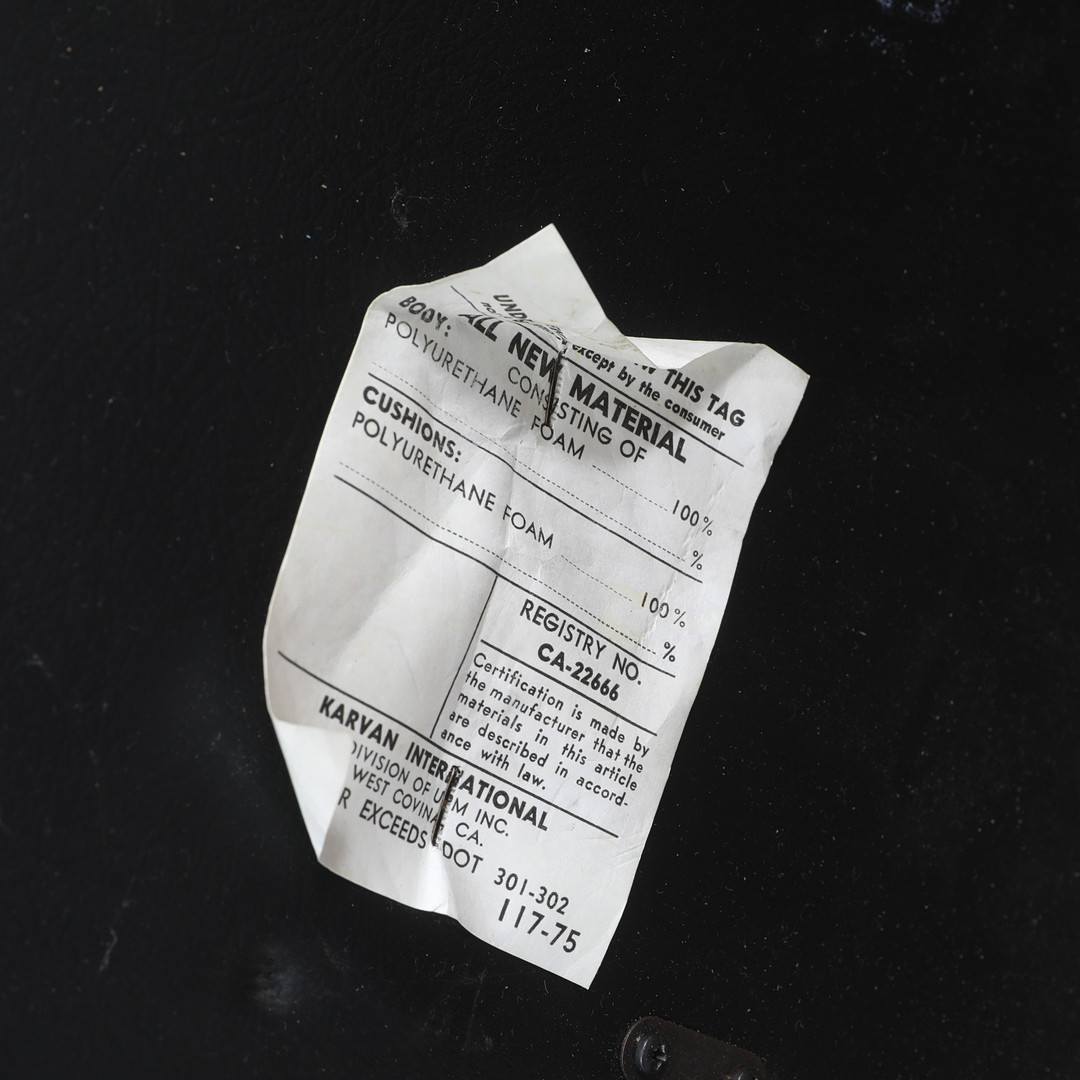 THIS TAG
except by the consumer
ALL NEW MATERIAL
CONSISTING OF
BODY:
POLYURETHANE FOAM 100%
%
CUSHIONS:
POLYURETHANE FOAM 100%
%
REGISTRY NO.
CA-22666
Certification is made by
the manufacturer that the
materials in this article
are described in accord-
ance with law.
KARVAN INTERNATIONAL
DIVISION OF INC.
WEST COVINA, CA.
R EXCEEDS DOT 301-302
117-75